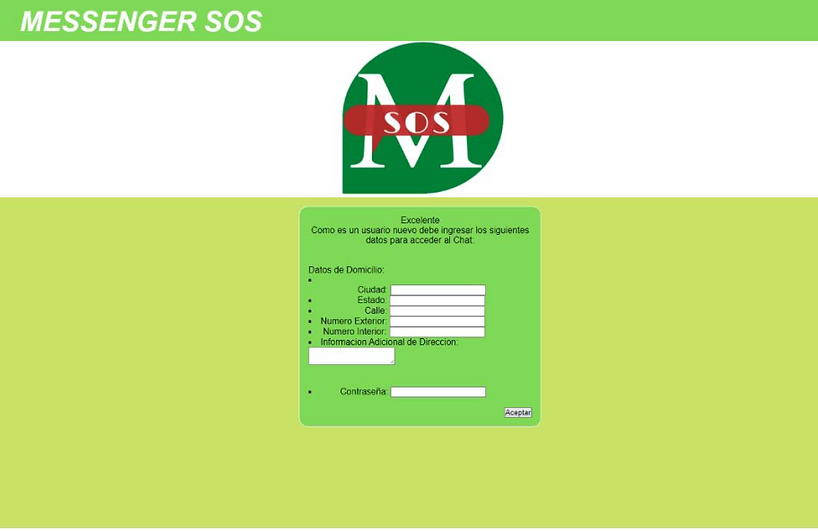 MESSENGER SOS
M
SOS
Excelente
Como es un usuario nuevo debe ingresar los siguientes
datos para acceder al Chat:
Datos de Domicilio:
Ciudad:
Estado:
Calle:
Numero Exterior:
Numero Interior:
Informacion Adicional de Direccion:
Contraseña:
Aceptar